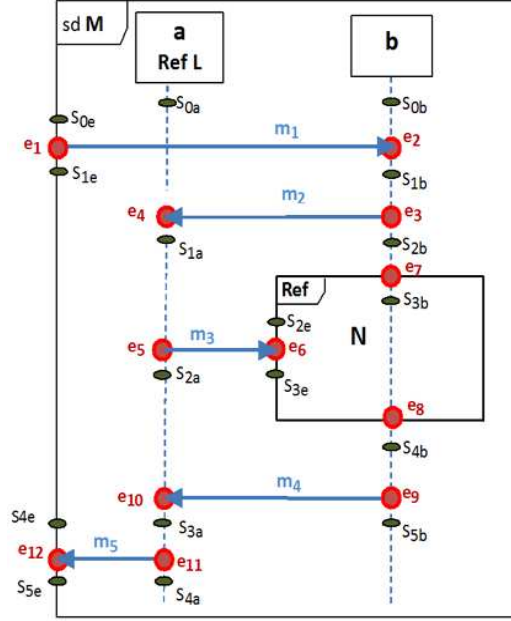 sd M
a
Ref L
b
S0e
S0a
S0b
e1
m1
e2
S1e
S1b
e4
m2
e3
S1a
S2b
e7
Ref
S3b
S2e
N
e5
m3
e6
S2a
S3e
e8
S4b
e10
m4
e9
S4e
S3a
S5b
e12
m5
e11
S5e
S4a